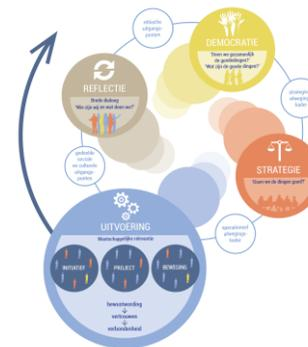 ethische
uitgangs-
punten
DEMOCRATIE
Doen we gezamenlijk
de goede dingen?
'Wat zijn de goede dingen?'
REFLECTIE
Brede dialoog
'Wie zijn wij en wat doen we?'
strategisch
afwegings-
kader
gedeelde
sociale
en culturele
uitgangs-
punten
STRATEGIE
'Doen we de dingen goed?'
UITVOERING
Maatschappelijke relevantie
INITIATIEF
PROJECT
BEWEGING
operationeel
afwegings-
kader
bewustwording
vertrouwen
verbondenheid